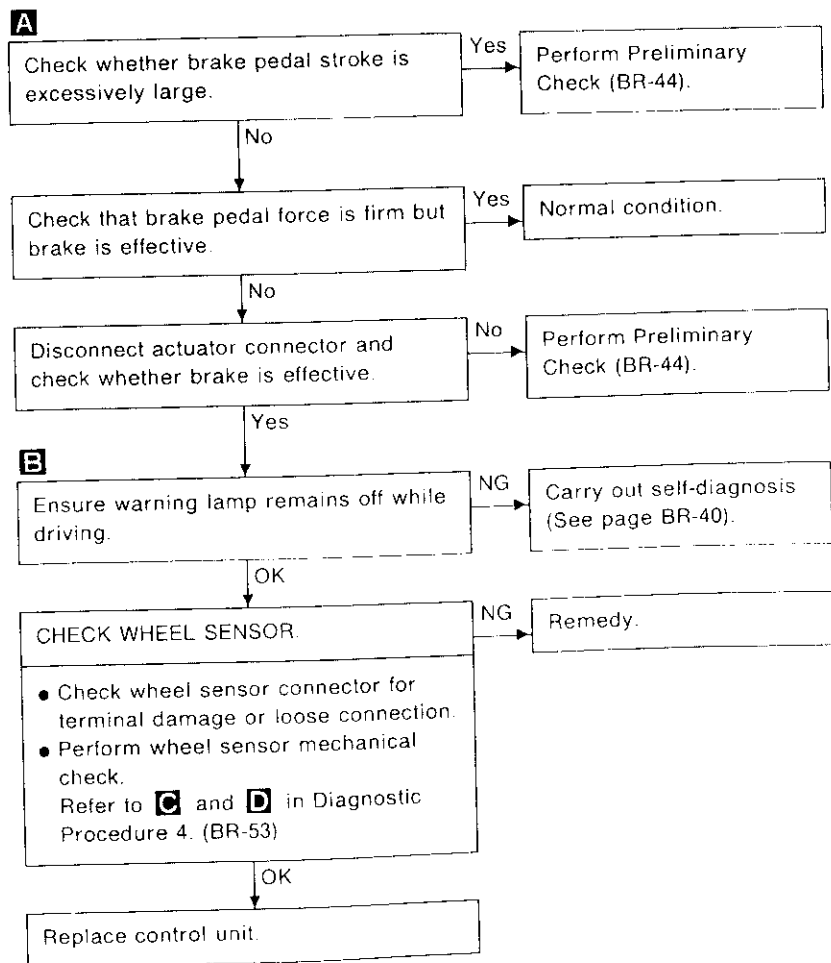 A
Check whether brake pedal stroke is
excessively large.
Yes
Perform Preliminary
Check (BR-44).
No
Check that brake pedal force is firm but
brake is effective.
Yes
Normal condition.
No
Disconnect actuator connector and
check whether brake is effective.
No
Perform Preliminary
Check (BR-44).
Yes
B
Ensure warning lamp remains off while
driving.
NG
Carry out self-diagnosis
(See page BR-40).
OK
CHECK WHEEL SENSOR.
NG
Remedy.
● Check wheel sensor connector for
terminal damage or loose connection.
● Perform wheel sensor mechanical
check.
Refer to C and D in Diagnostic
Procedure 4. (BR-53)
OK
Replace control unit.